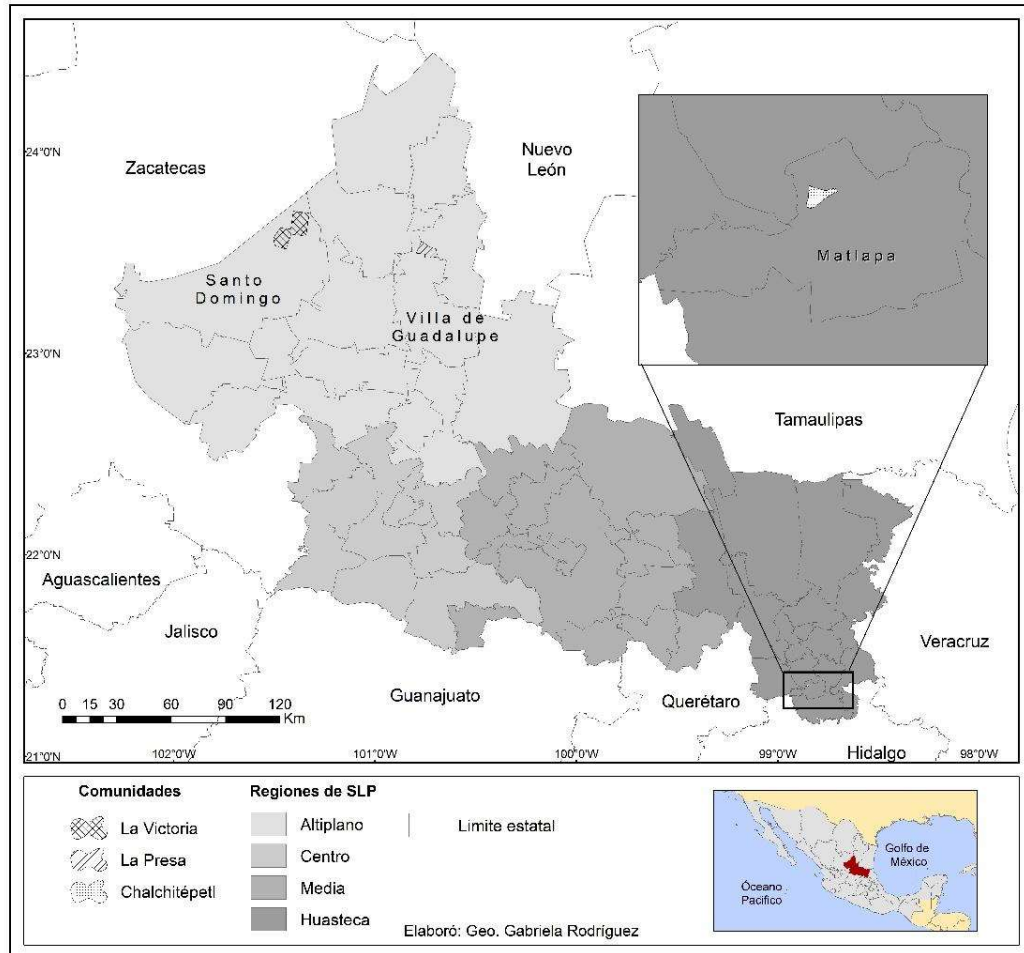 Zacatecas
Nuevo
León
24°0'N
Santo
Domingo
Villa de
Guadalupe
23°0'N
Matlapa
Tamaulipas
22°0'N
Aguascalientes
Jalisco
Guanajuato
Querétaro
Veracruz
Hidalgo
0 15 30 60 90 120
Km
21°0'N
102°0'W 101°0'W 100°0'W 99°0'W 98°0'W
Comunidades
La Victoria
La Presa
Chalchitépetl
Regiones de SLP
Altiplano
Centro
Media
Huasteca
Limite estatal
Elaboró: Geo. Gabriela Rodríguez
Golfo de
México
Óceano
Pacifico